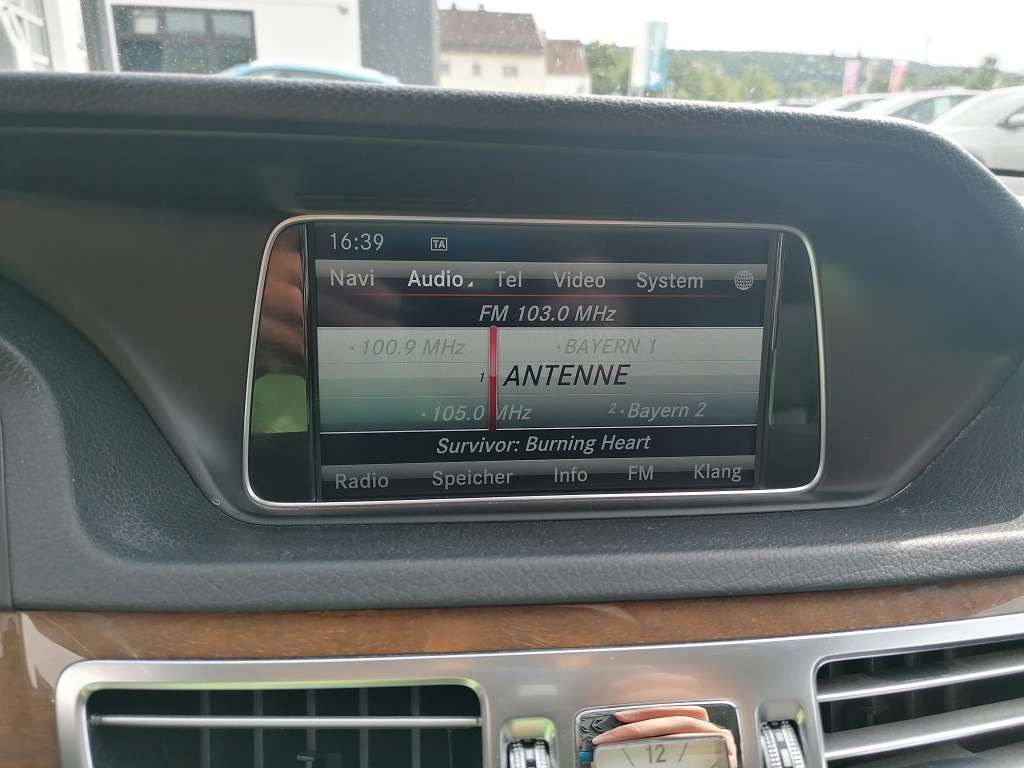 16:39 TA
Navi Audio Tel Video System
FM 103.0 MHz
· 100.9 MHz · BAYERN 1
1 ANTENNE
· 105.0 MHz 2 · Bayern 2
Survivor: Burning Heart
Radio Speicher Info FM Klang
12